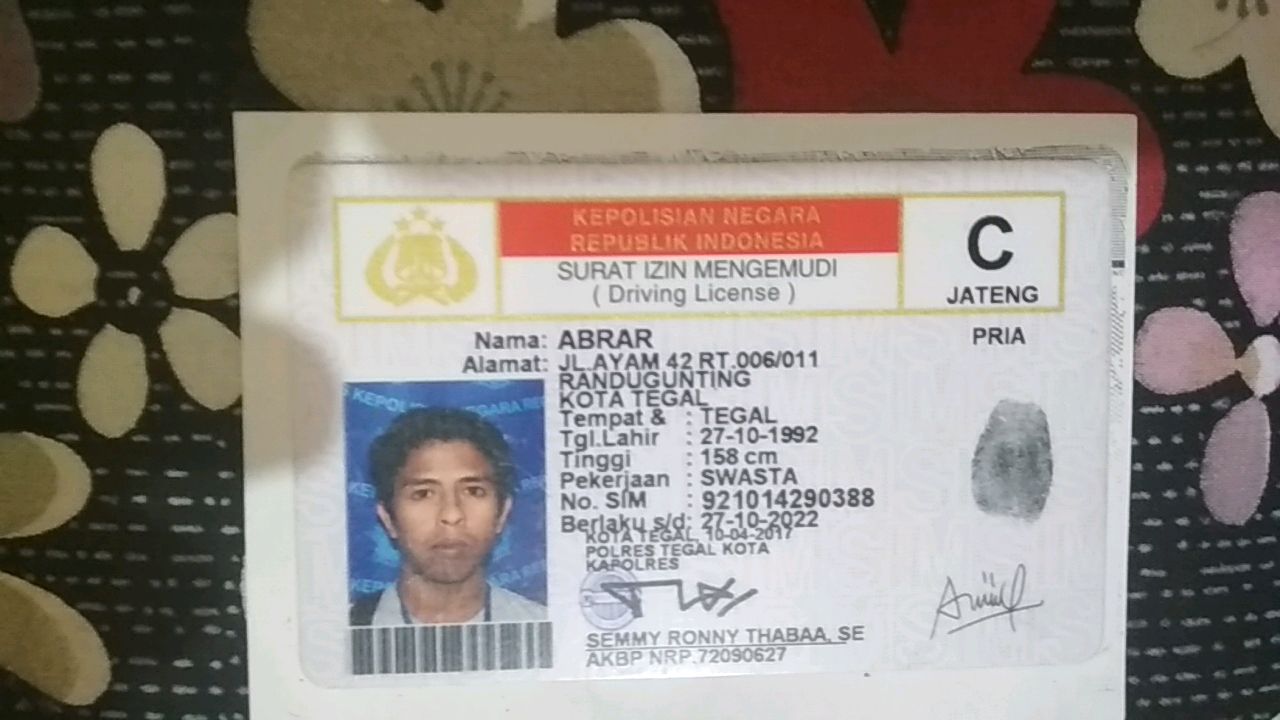 KEPOLISIAN NEGARA
REPUBLIK INDONESIA
SURAT IZIN MENGEMUDI
( Driving License )
C
JATENG
PRIA
Nama: ABRAR
Alamat: JL.AYAM 42 RT.006/011
RANDUGUNTING
KOTA TEGAL
Tempat & : TEGAL
Tgl.Lahir : 27-10-1992
Tinggi : 158 cm
Pekerjaan : SWASTA
No. SIM : 921014290388
Berlaku s/d: 27-10-2022
KOTA TEGAL, 10-04-2017
POLRES TEGAL KOTA
KAPOLRES
SEMMY RONNY THABAA, SE
AKBP NRP.72090627